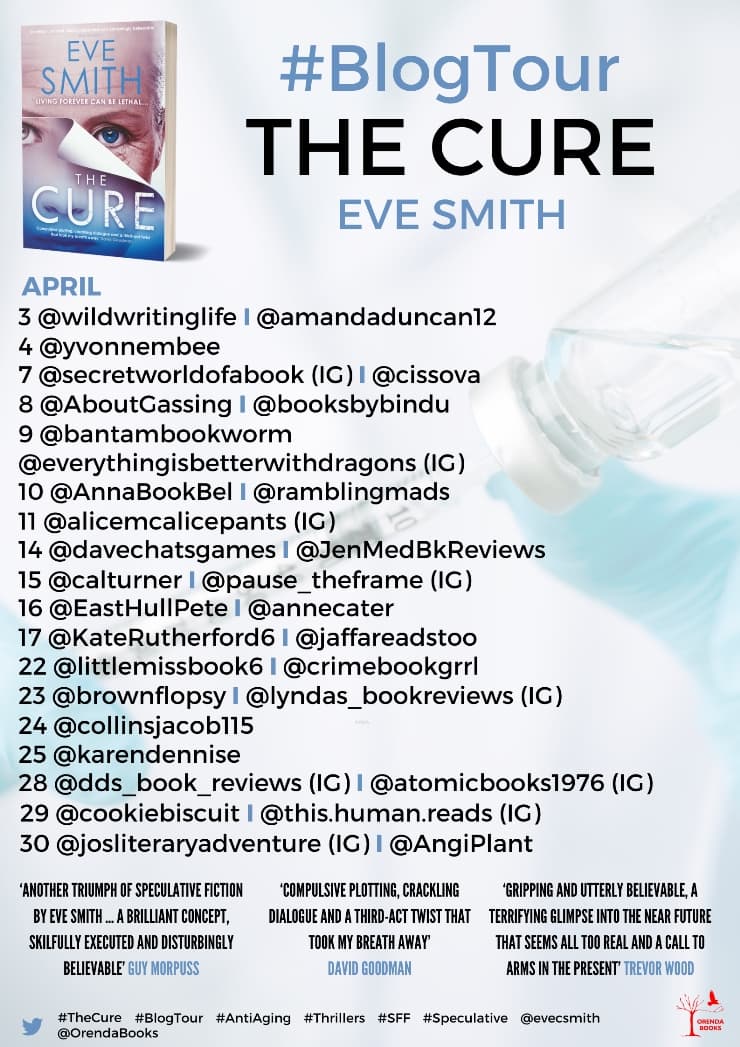 EVE
SMITH
LIVING FOREVER CAN BE LETHAL...
THE
CURE
#BlogTour
THE CURE
EVE SMITH
APRIL
3 @wildwritinglife I @amandaduncan12
4 @yvonnembee
7 @secretworldofabook (IG) I @cissova
8 @AboutGassing I @booksbybindu
9 @bantambookworm
@everythingisbetterwithdragons (IG)
10 @AnnaBookBel I @ramblingmads
11 @alicemcalicepants (IG)
14 @davechatsgames I @JenMedBkReviews
15 @calturner I @pause_theframe (IG)
16 @EastHullPete I @annecater
17 @KateRutherford6 I @jaffareadstoo
22 @littlemissbook6 I @crimebookgrrl
23 @brownflopsy I @lyndas_bookreviews (IG)
24 @collinsjacob115
25 @karendennise
28 @dds_book_reviews (IG) I @atomicbooks1976 (IG)
29 @cookiebiscuit I @this.human.reads (IG)
30 @josliteraryadventure (IG) I @AngiPlant
10
'ANOTHER TRIUMPH OF SPECULATIVE FICTION
BY EVE SMITH ... A BRILLIANT CONCEPT,
SKILFULLY EXECUTED AND DISTURBINGLY
BELIEVABLE' GUY MORPUSS
'COMPULSIVE PLOTTING, CRACKLING
DIALOGUE AND A THIRD-ACT TWIST THAT
TOOK MY BREATH AWAY'
DAVID GOODMAN
'GRIPPING AND UTTERLY BELIEVABLE, A
TERRIFYING GLIMPSE INTO THE NEAR FUTURE
THAT SEEMS ALL TOO REAL AND A CALL TO
ARMS IN THE PRESENT' TREVOR WOOD
#TheCure #BlogTour #AntiAging #Thrillers #SFF #Speculative @evecsmith
@OrendaBooks
ORENDA
BOOKS